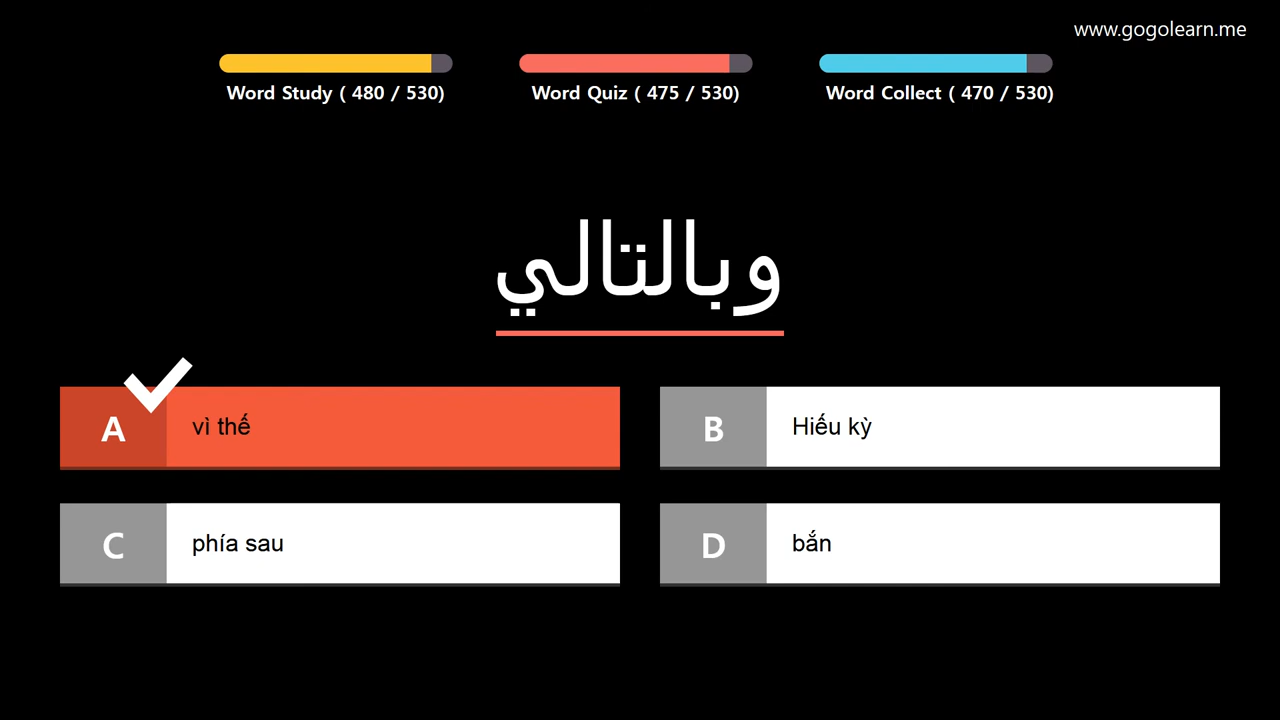 www.gogolearn.me
Word Study ( 480 / 530)
Word Quiz ( 475 / 530)
Word Collect ( 470 / 530)
وبالتالي
A vì thế
B Hiếu kỳ
C phía sau
D bắn